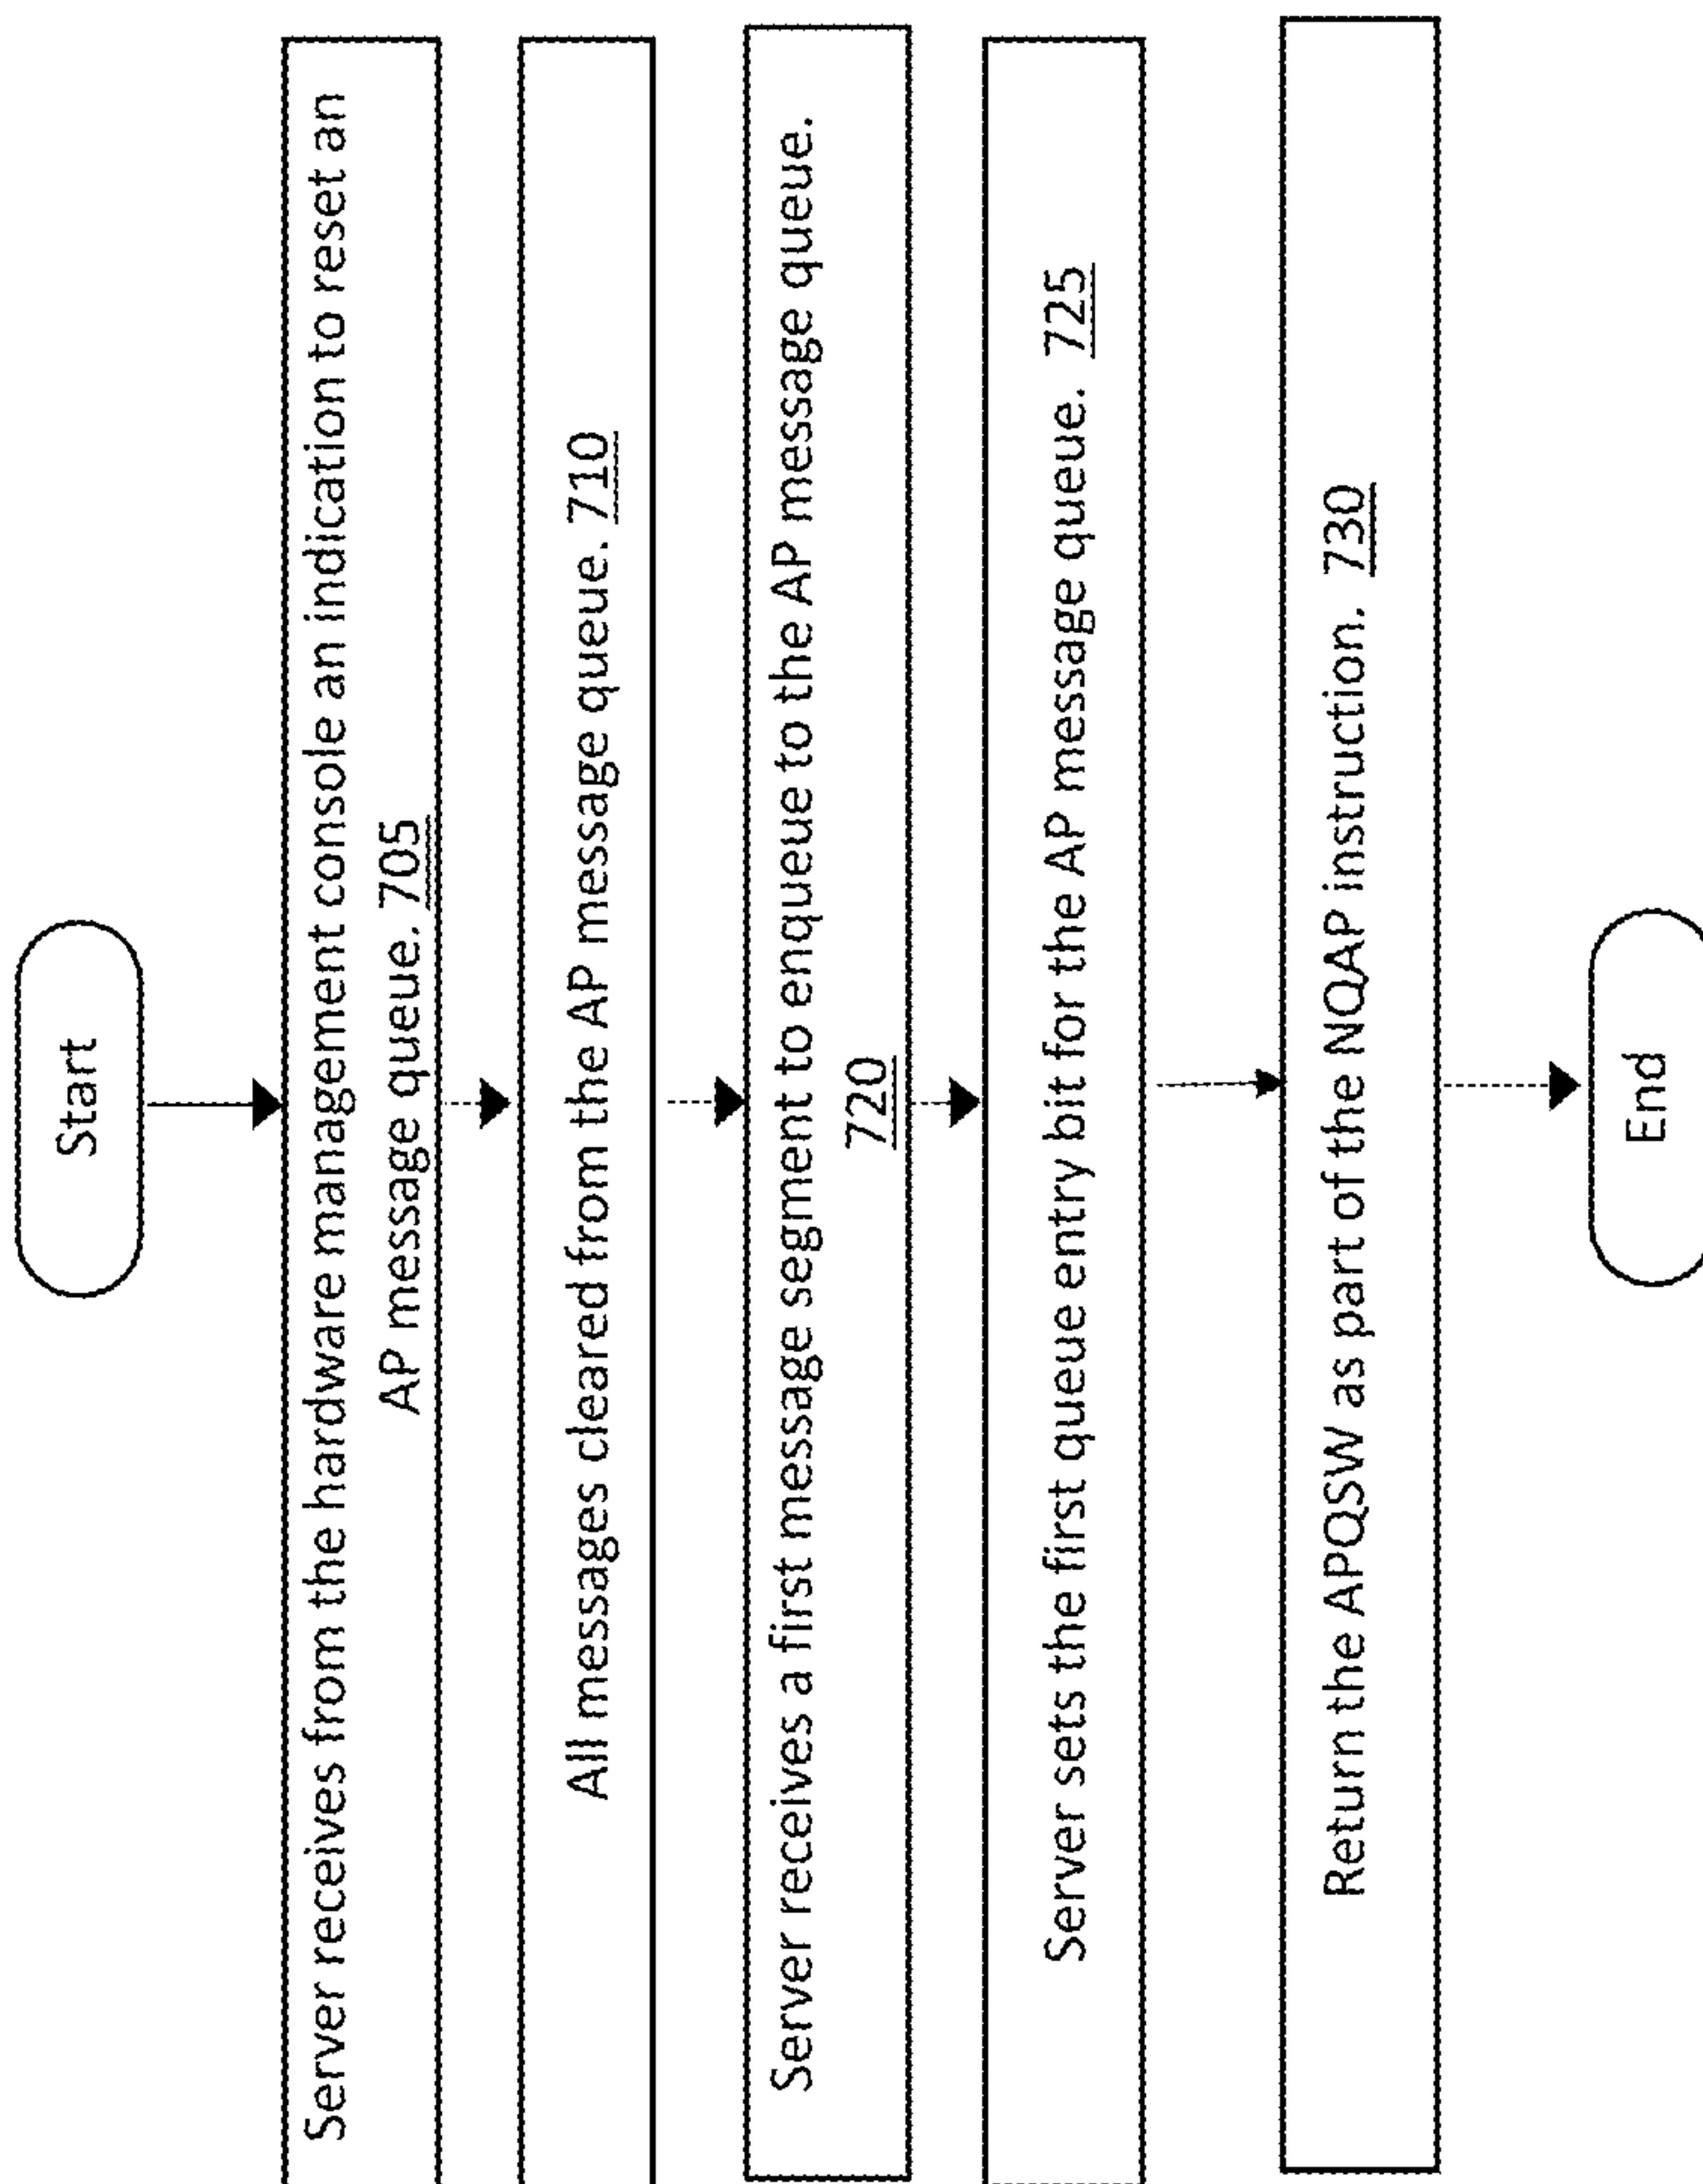 Start
Server receives from the hardware management console an indication to reset an
AP message queue. 705
All messages cleared from the AP message queue. 710
Server receives a first message segment to enqueue to the AP message queue.
720
Server sets the first queue entry bit for the AP message queue. 725
Return the APQSW as part of the NQAP instruction. 730
End